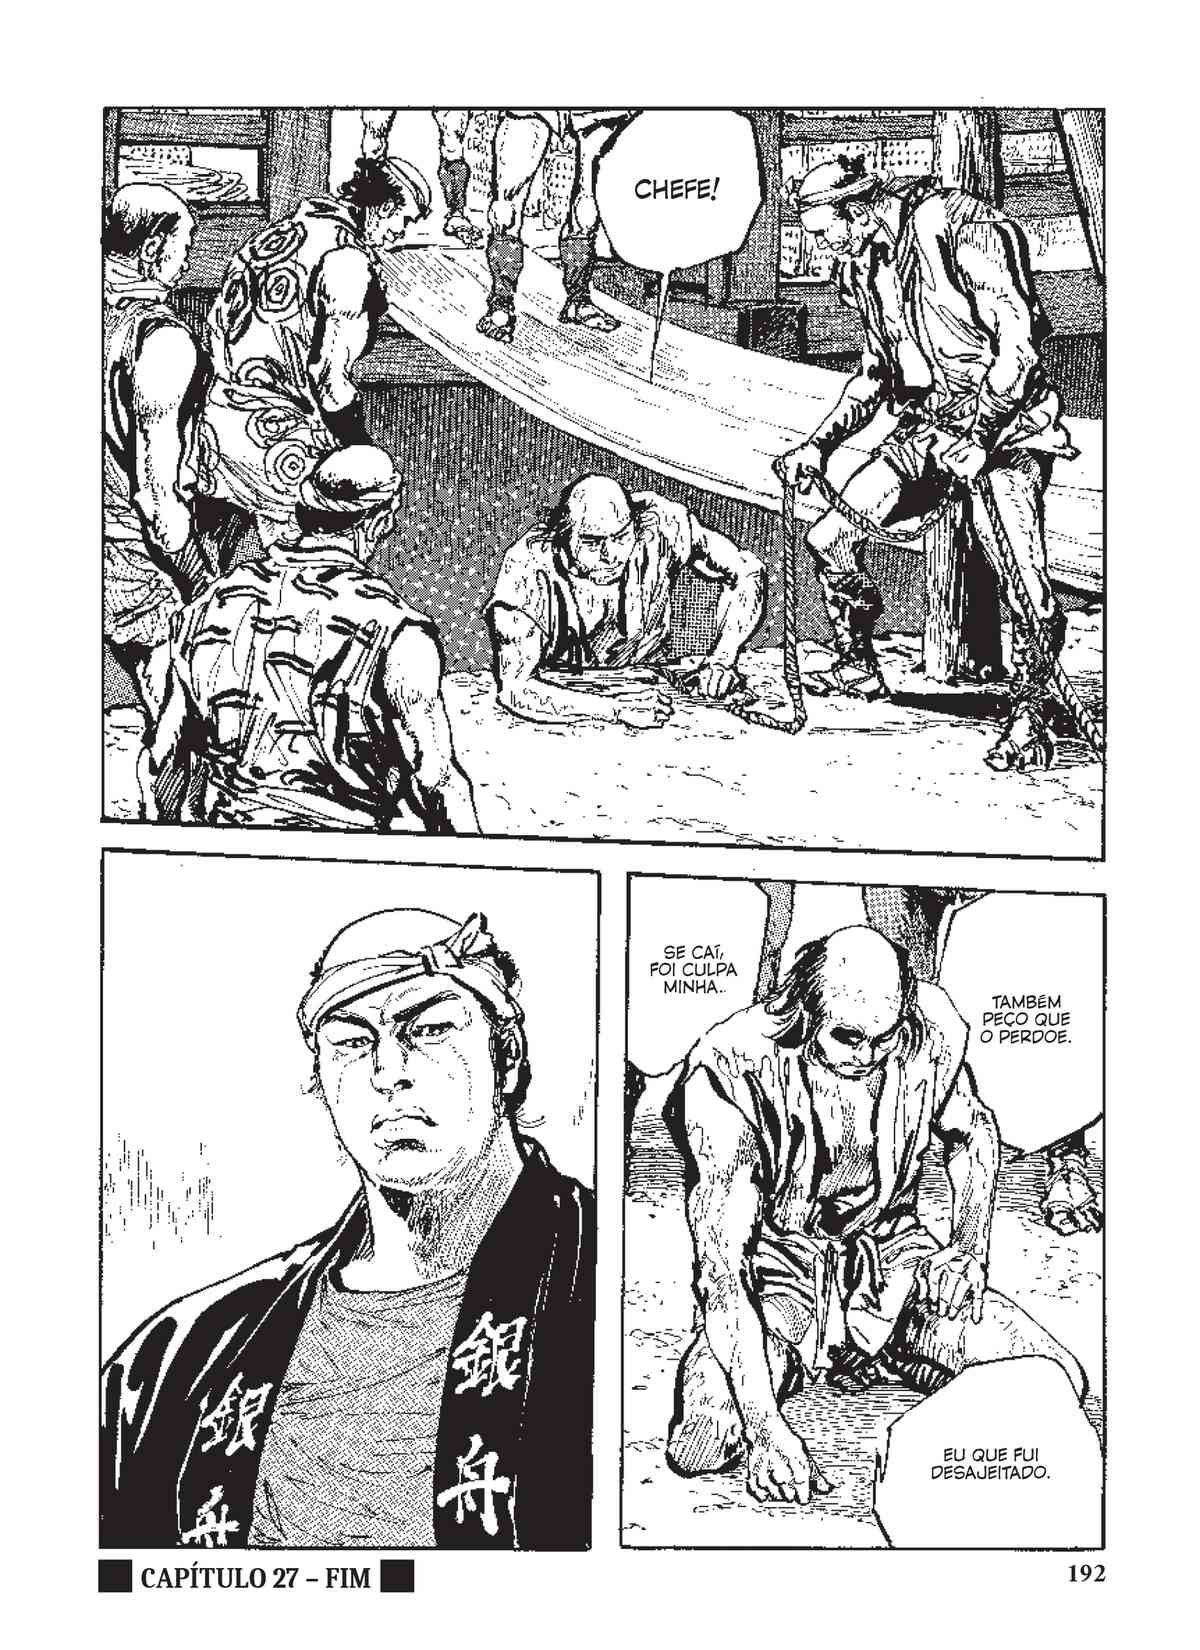 CHEFE!
SE CAÍ,
FOI CULPA
MINHA..
TAMBÉM
PEÇO QUE
O PERDOE.
EU QUE FUI
DESAJEITADO.
銀舟
銀舟
CAPÍTULO 27 – FIM
192